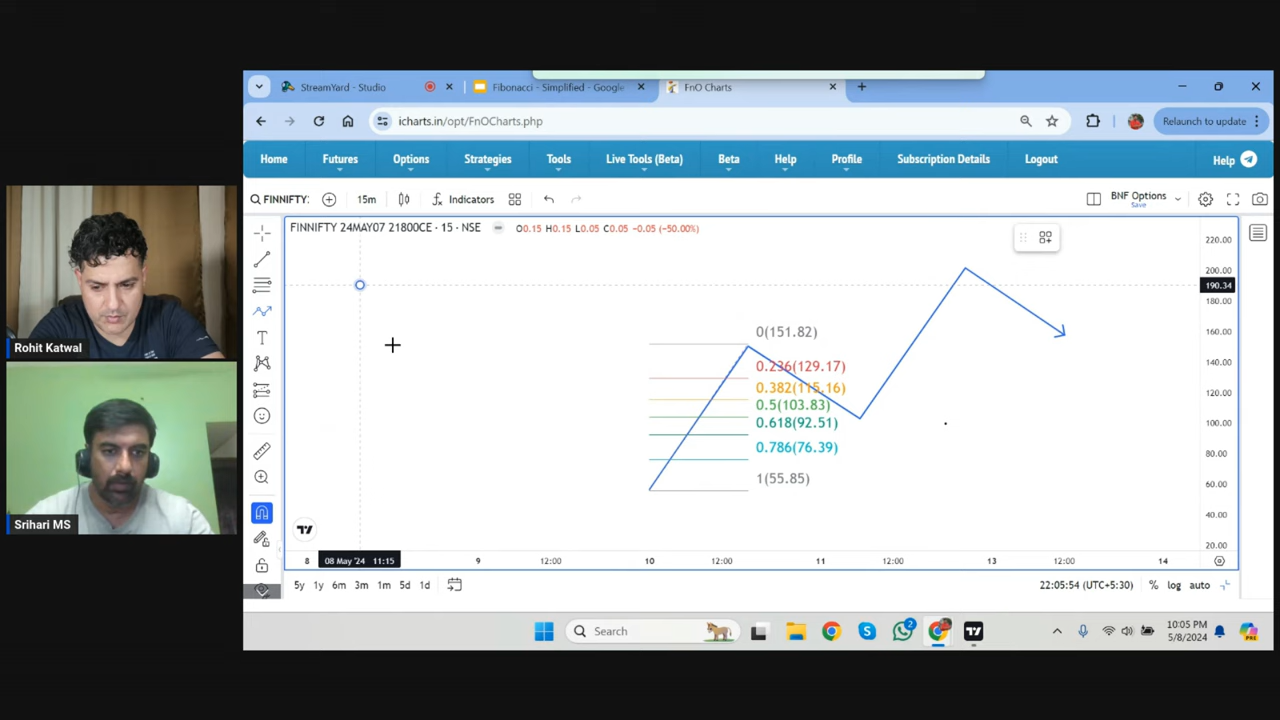 StreamYard - Studio
Fibonacci - Simplified - Google
FnO Charts
icharts.in/opt/FnOCharts.php
Relaunch to update
Home
Futures
Options
Strategies
Tools
Live Tools (Beta)
Beta
Help
Profile
Subscription Details
Logout
Help
FINNIFTY:
15m
Indicators
BNF Options
Save
FINNIFTY 24MAY07 21800CE · 15 · NSE
O0.15 H0.15 L0.05 C0.05 −0.05 (−50.00%)
220.00
200.00
190.34
180.00
160.00
140.00
120.00
100.00
80.00
60.00
40.00
20.00
0(151.82)
0.236(129.17)
0.382(115.16)
0.5(103.83)
0.618(92.51)
0.786(76.39)
1(55.85)
Rohit Katwal
Srihari MS
8
08 May '24 11:15
9
12:00
10
12:00
11
12:00
13
12:00
14
5y 1y 6m 3m 1m 5d 1d
22:05:54 (UTC+5:30)
% log auto
Search
2
10:05 PM
5/8/2024
PRE